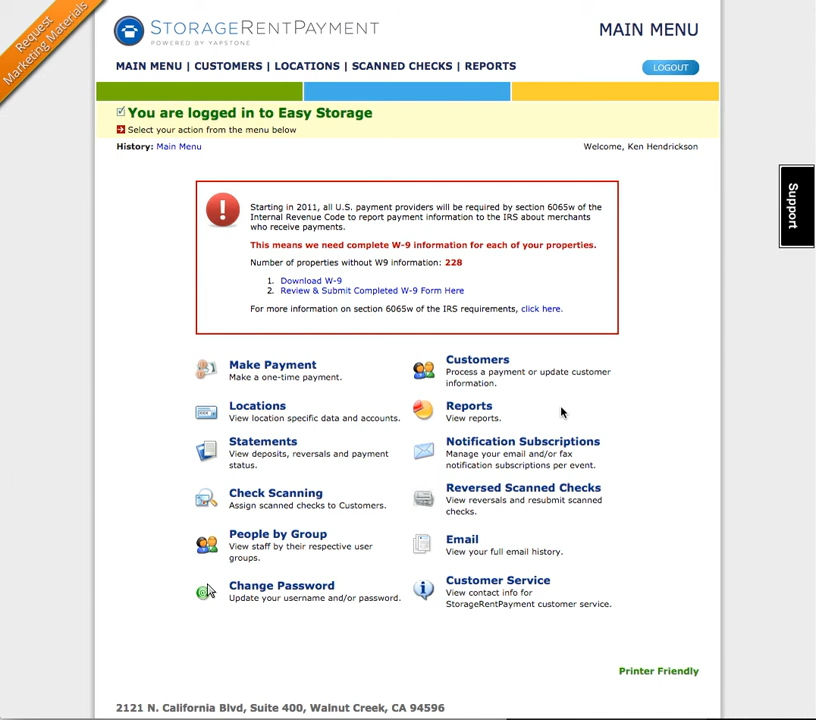 Request
Marketing Materials
STORAGERENTPAYMENT
POWERED BY YAPSTONE
MAIN MENU
MAIN MENU | CUSTOMERS | LOCATIONS | SCANNED CHECKS | REPORTS
LOGOUT
You are logged in to Easy Storage
Select your action from the menu below
History: Main Menu
Welcome, Ken Hendrickson
Support
Starting in 2011, all U.S. payment providers will be required by section 6065w of the
Internal Revenue Code to report payment information to the IRS about merchants
who receive payments.
This means we need complete W-9 information for each of your properties.
Number of properties without W9 information: 228
1. Download W-9
2. Review & Submit Completed W-9 Form Here
For more information on section 6065w of the IRS requirements, click here.
Make Payment
Make a one-time payment.
Customers
Process a payment or update customer
information.
Locations
View location specific data and accounts.
Reports
View reports.
Statements
View deposits, reversals and payment
status.
Notification Subscriptions
Manage your email and/or fax
notification subscriptions per event.
Check Scanning
Assign scanned checks to Customers.
Reversed Scanned Checks
View reversals and resubmit scanned
checks.
People by Group
View staff by their respective user
groups.
Email
View your full email history.
Change Password
Update your username and/or password.
Customer Service
View contact info for
StorageRentPayment customer service.
Printer Friendly
2121 N. California Blvd, Suite 400, Walnut Creek, CA 94596